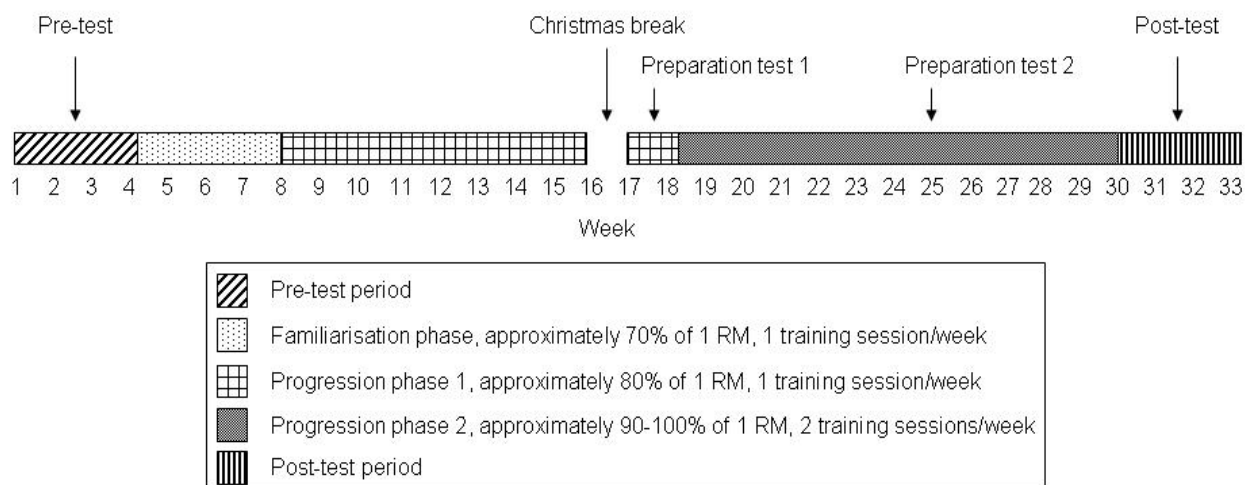 Pre-test
Christmas break
Post-test
Preparation test 1
Preparation test 2
1 2 3 4 5 6 7 8 9 10 11 12 13 14 15 16 17 18 19 20 21 22 23 24 25 26 27 28 29 30 31 32 33
Week
Pre-test period
Familiarisation phase, approximately 70% of 1 RM, 1 training session/week
Progression phase 1, approximately 80% of 1 RM, 1 training session/week
Progression phase 2, approximately 90-100% of 1 RM, 2 training sessions/week
Post-test period